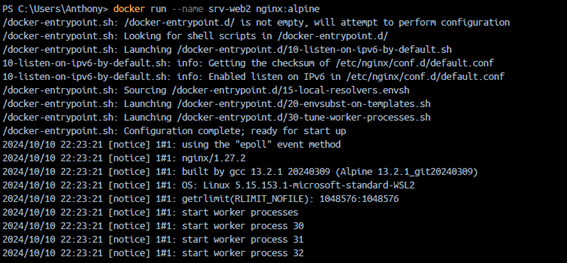 PS C:\Users\Anthony> docker run --name srv-web2 nginx:alpine
/docker-entrypoint.sh: /docker-entrypoint.d/ is not empty, will attempt to perform configuration
/docker-entrypoint.sh: Looking for shell scripts in /docker-entrypoint.d/
/docker-entrypoint.sh: Launching /docker-entrypoint.d/10-listen-on-ipv6-by-default.sh
10-listen-on-ipv6-by-default.sh: info: Getting the checksum of /etc/nginx/conf.d/default.conf
10-listen-on-ipv6-by-default.sh: info: Enabled listen on IPv6 in /etc/nginx/conf.d/default.conf
/docker-entrypoint.sh: Sourcing /docker-entrypoint.d/15-local-resolvers.envsh
/docker-entrypoint.sh: Launching /docker-entrypoint.d/20-envsubst-on-templates.sh
/docker-entrypoint.sh: Launching /docker-entrypoint.d/30-tune-worker-processes.sh
/docker-entrypoint.sh: Configuration complete; ready for start up
2024/10/10 22:23:21 [notice] 1#1: using the "epoll" event method
2024/10/10 22:23:21 [notice] 1#1: nginx/1.27.2
2024/10/10 22:23:21 [notice] 1#1: built by gcc 13.2.1 20240309 (Alpine 13.2.1_git20240309)
2024/10/10 22:23:21 [notice] 1#1: OS: Linux 5.15.153.1-microsoft-standard-WSL2
2024/10/10 22:23:21 [notice] 1#1: getrlimit(RLIMIT_NOFILE): 1048576:1048576
2024/10/10 22:23:21 [notice] 1#1: start worker processes
2024/10/10 22:23:21 [notice] 1#1: start worker process 30
2024/10/10 22:23:21 [notice] 1#1: start worker process 31
2024/10/10 22:23:21 [notice] 1#1: start worker process 32